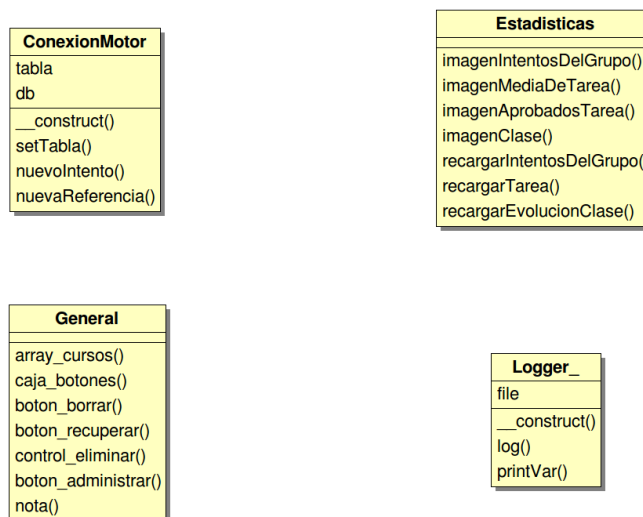 ConexionMotor
tabla
db
__construct()
setTabla()
nuevoIntento()
nuevaReferencia()
Estadisticas
imagenIntentosDelGrupo()
imagenMediaDeTarea()
imagenAprobadosTarea()
imagenClase()
recargarIntentosDelGrupo(
recargarTarea()
recargarEvolucionClase()
General
array_cursos()
caja_botones()
boton_borrar()
boton_recuperar()
control_eliminar()
boton_administrar()
nota()
Logger_
file
__construct()
log()
printVar()